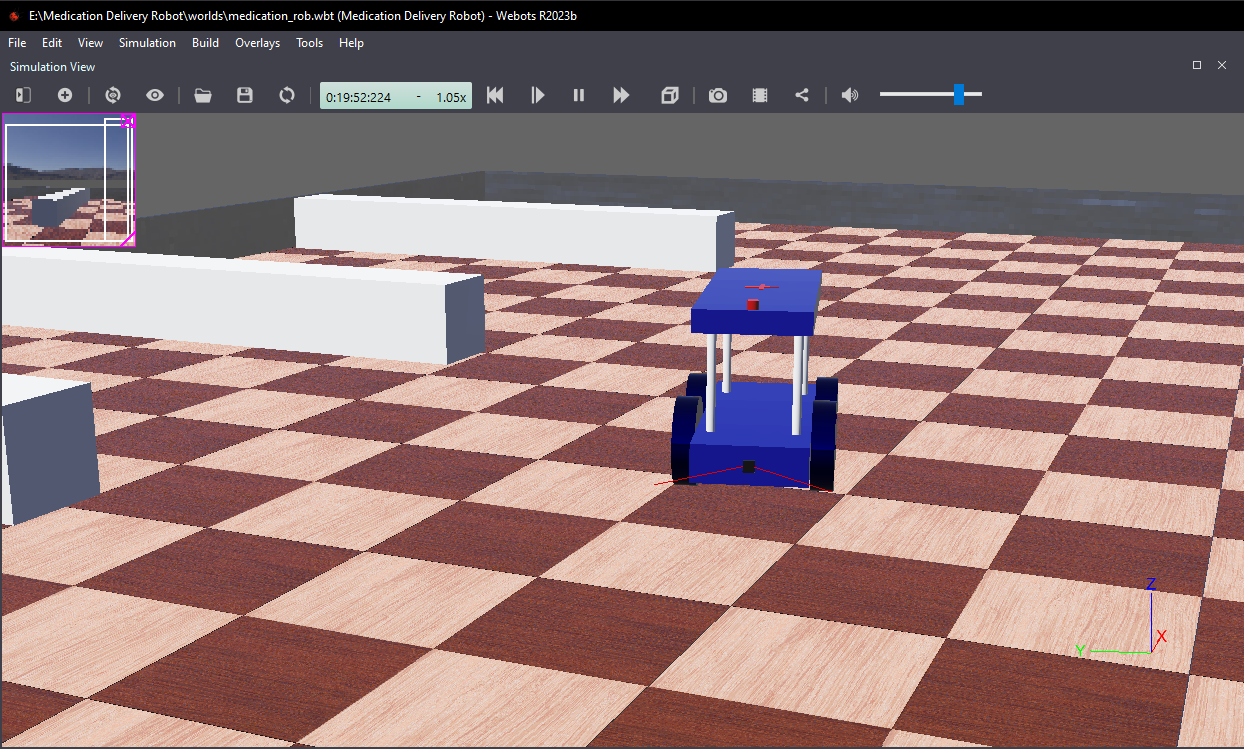 E:\Medication Delivery Robot\worlds\medication_rob.wbt (Medication Delivery Robot) - Webots R2023b
File Edit View Simulation Build Overlays Tools Help
Simulation View
0:19:52:224 - 1.05x
Z
X
Y